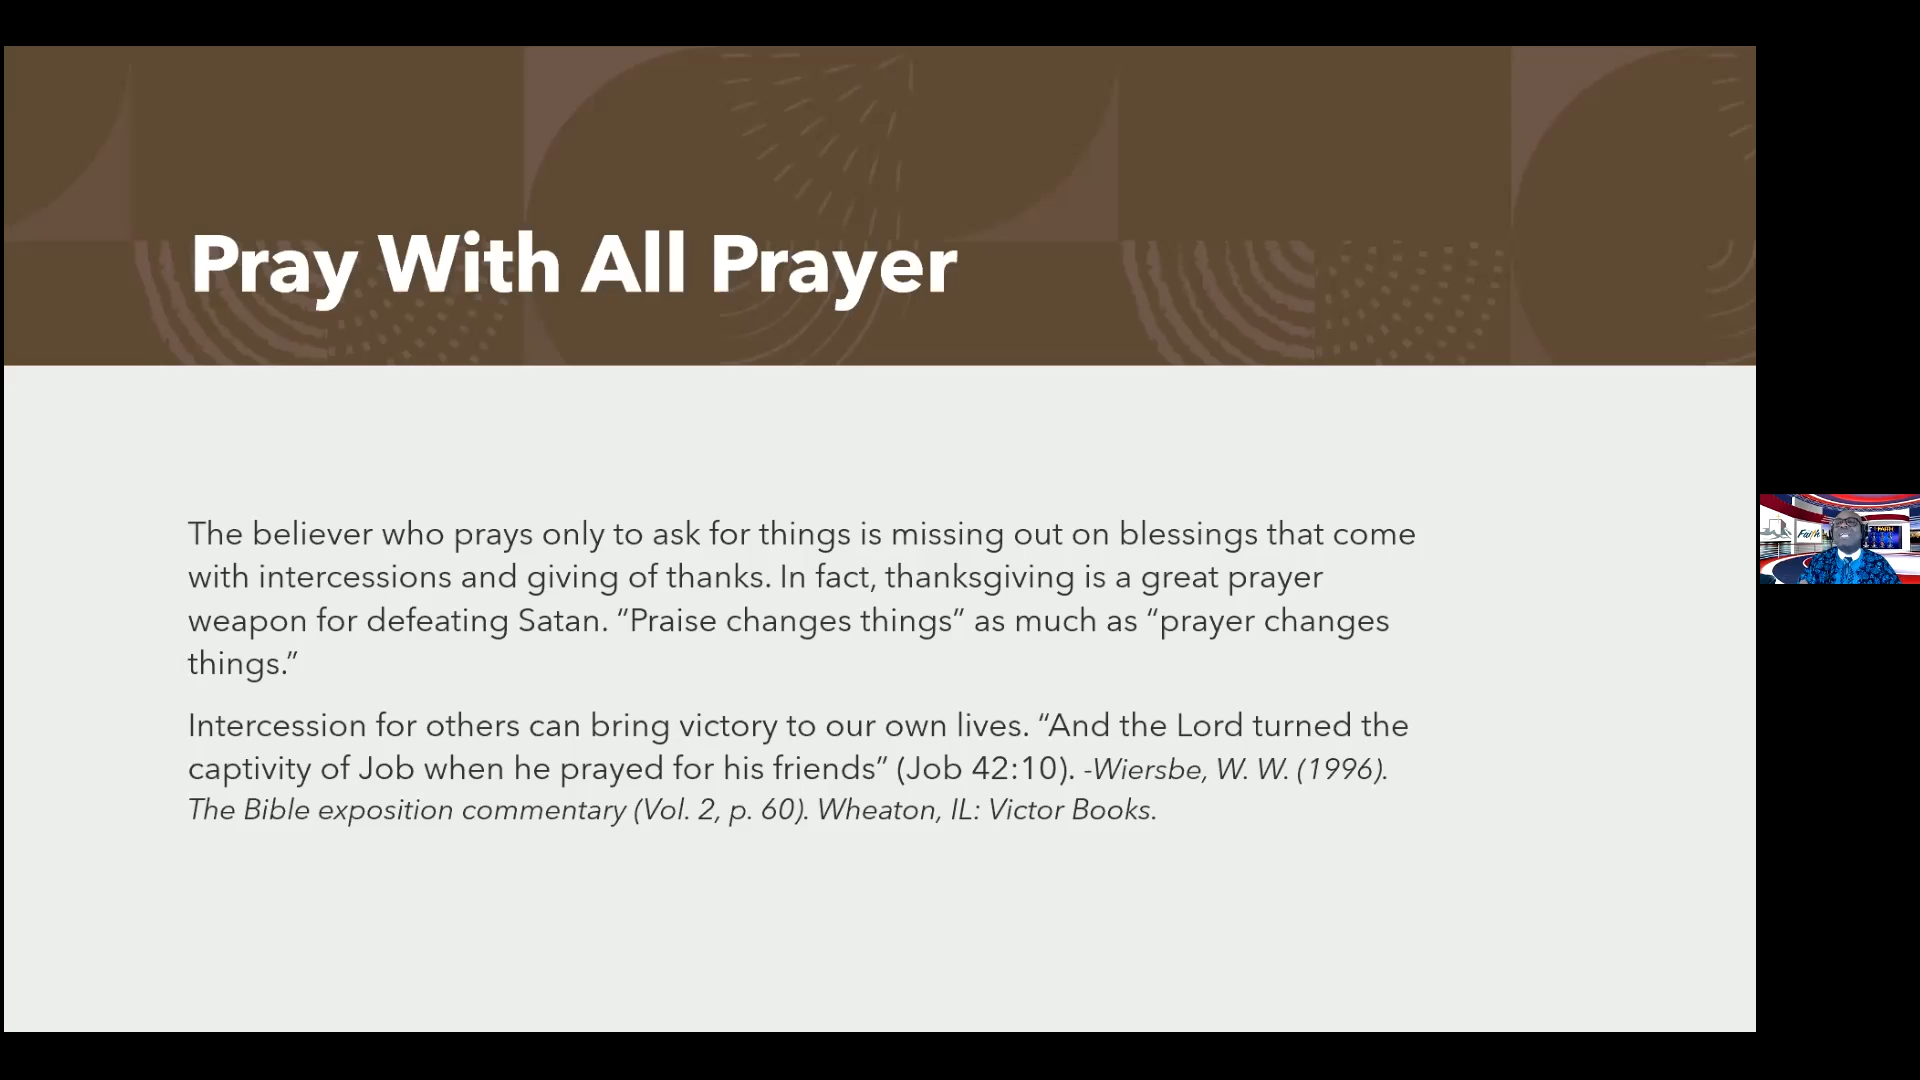 Pray With All Prayer
The believer who prays only to ask for things is missing out on blessings that come
with intercessions and giving of thanks. In fact, thanksgiving is a great prayer
weapon for defeating Satan. “Praise changes things” as much as “prayer changes
things.”
Intercession for others can bring victory to our own lives. “And the Lord turned the
captivity of Job when he prayed for his friends” (Job 42:10). -Wiersbe, W. W. (1996).
The Bible exposition commentary (Vol. 2, p. 60). Wheaton, IL: Victor Books.
Faith
FAITH